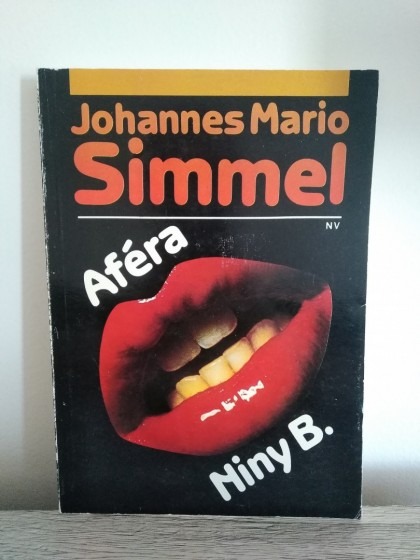 Johannes Mario
Simmel
NV
Aféra
Niny B.